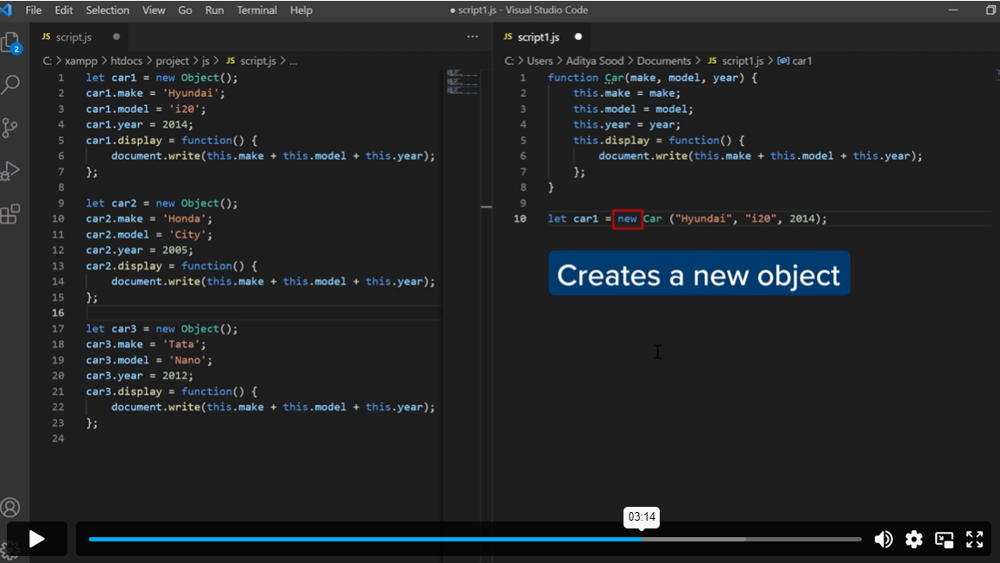 File Edit Selection View Go Run Terminal Help
● script1.js - Visual Studio Code
2
JS script.js ●
C: > xampp > htdocs > project > js > JS script.js > ...
1 let car1 = new Object();
2 car1.make = 'Hyundai';
3 car1.model = 'i20';
4 car1.year = 2014;
5 car1.display = function() {
6     document.write(this.make + this.model + this.year);
7 };
8
9 let car2 = new Object();
10 car2.make = 'Honda';
11 car2.model = 'City';
12 car2.year = 2005;
13 car2.display = function() {
14     document.write(this.make + this.model + this.year);
15 };
16
17 let car3 = new Object();
18 car3.make = 'Tata';
19 car3.model = 'Nano';
20 car3.year = 2012;
21 car3.display = function() {
22     document.write(this.make + this.model + this.year);
23 };
24
JS script1.js ●
C: > Users > Aditya Sood > Documents > JS script1.js > car1
1 function Car(make, model, year) {
2     this.make = make;
3     this.model = model;
4     this.year = year;
5     this.display = function() {
6         document.write(this.make + this.model + this.year);
7     };
8 }
9
10 let car1 = new Car ("Hyundai", "i20", 2014);
Creates a new object
03:14